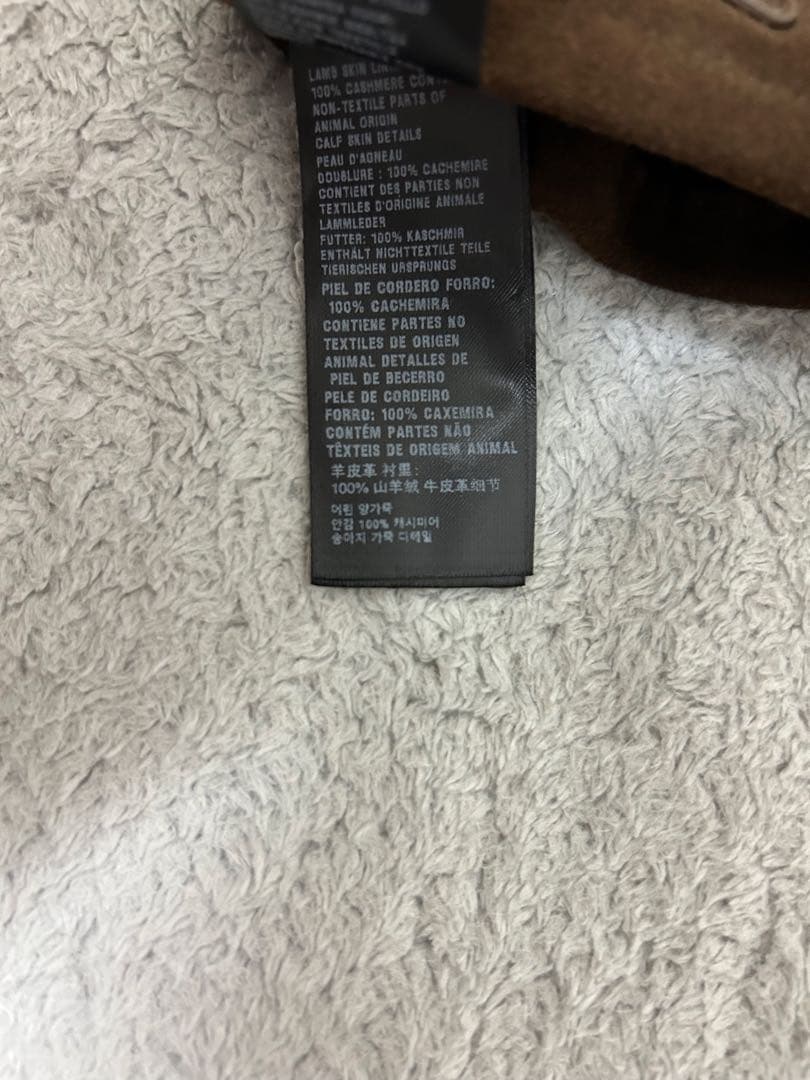 LAMB SKIN
100% CASHMERE
NON-TEXTILE PARTS OF
ANIMAL ORIGIN
CALF SKIN DETAILS
PEAU D'AGNEAU
DOUBLURE : 100% CACHEMIRE
CONTIENT DES PARTIES NON
TEXTILES D'ORIGINE ANIMALE
LAMMLEDER
FUTTER: 100% KASCHMIR
ENTHÄLT NICHTTEXTILE TEILE
TIERISCHEN URSPRUNGS
PIEL DE CORDERO FORRO:
100% CACHEMIRA
CONTIENE PARTES NO
TEXTILES DE ORIGEN
ANIMAL DETALLES DE
PIEL DE BECERRO
PELE DE CORDEIRO
FORRO: 100% CAXEMIRA
CONTÉM PARTES NÃO
TÊXTEIS DE ORIGEM ANIMAL
羊皮革 衬里:
100% 山羊绒 牛皮革细节
어린 양가죽
안감 100% 캐시미어
송아지 가죽 디테일